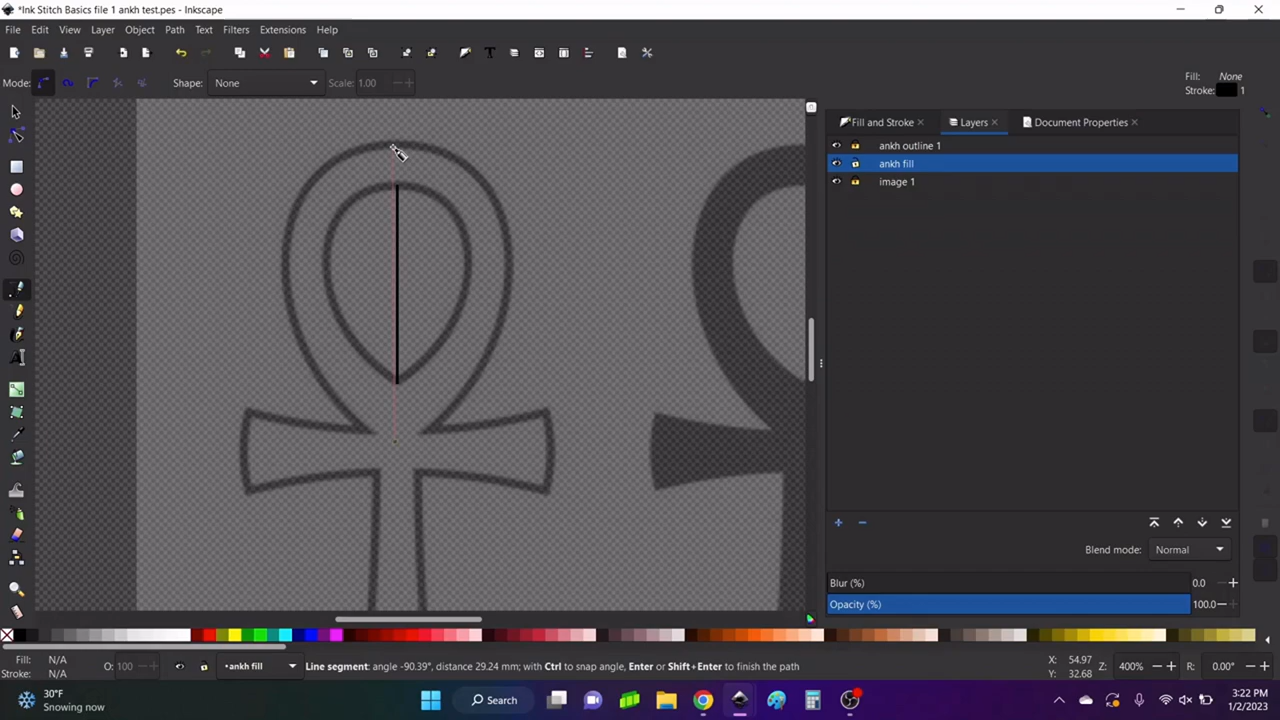 *Ink Stitch Basics file 1 ankh test.pes - Inkscape
File Edit View Layer Object Path Text Filters Extensions Help
Mode: Shape: None Scale: 1.00 Fill: None
Stroke: 1
Fill and Stroke Layers Document Properties
ankh outline 1
ankh fill
image 1
Blend mode: Normal
Blur (%) 0.0
Opacity (%) 100.0
Fill: N/A
Stroke: N/A
O: 100
•ankh fill
Line segment: angle -90.39°, distance 29.24 mm; with Ctrl to snap angle, Enter or Shift+Enter to finish the path
X: 54.97
Y: 32.68
Z: 400%
R: 0.00°
30°F
Snowing now
Search
3:22 PM
1/2/2023